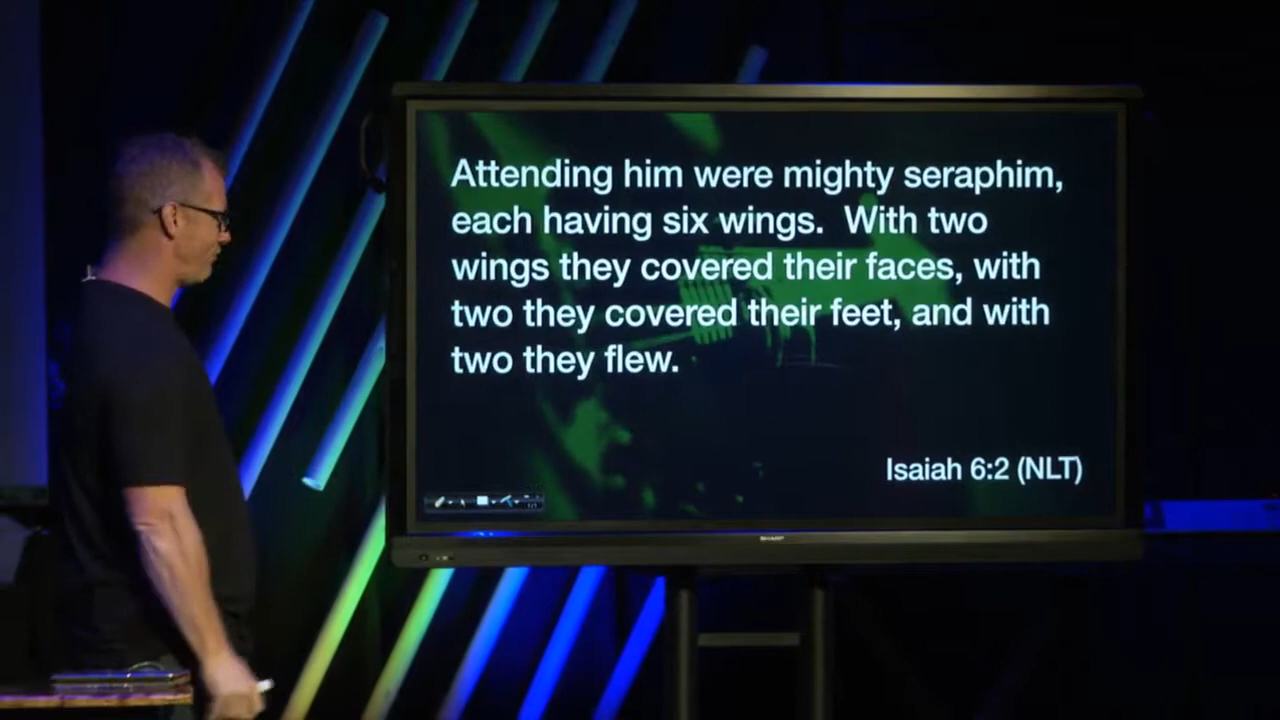 Attending him were mighty seraphim,
each having six wings.  With two
wings they covered their faces, with
two they covered their feet, and with
two they flew.
Isaiah 6:2 (NLT)
SHARP